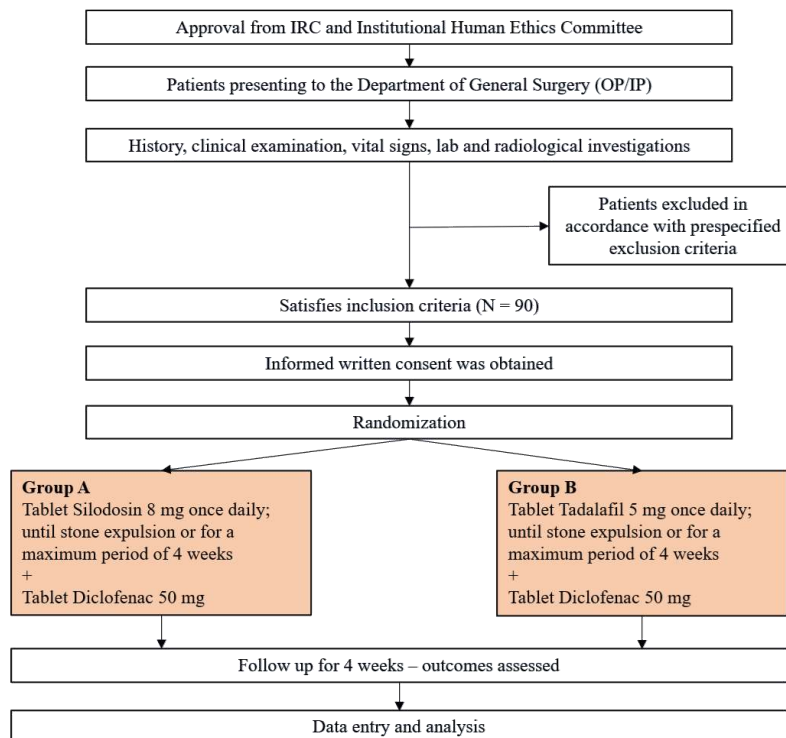 Approval from IRC and Institutional Human Ethics Committee
Patients presenting to the Department of General Surgery (OP/IP)
History, clinical examination, vital signs, lab and radiological investigations
Patients excluded in
accordance with prespecified
exclusion criteria
Satisfies inclusion criteria (N = 90)
Informed written consent was obtained
Randomization
Group A
Tablet Silodosin 8 mg once daily;
until stone expulsion or for a
maximum period of 4 weeks
+
Tablet Diclofenac 50 mg
Group B
Tablet Tadalafil 5 mg once daily;
until stone expulsion or for a
maximum period of 4 weeks
+
Tablet Diclofenac 50 mg
Follow up for 4 weeks – outcomes assessed
Data entry and analysis